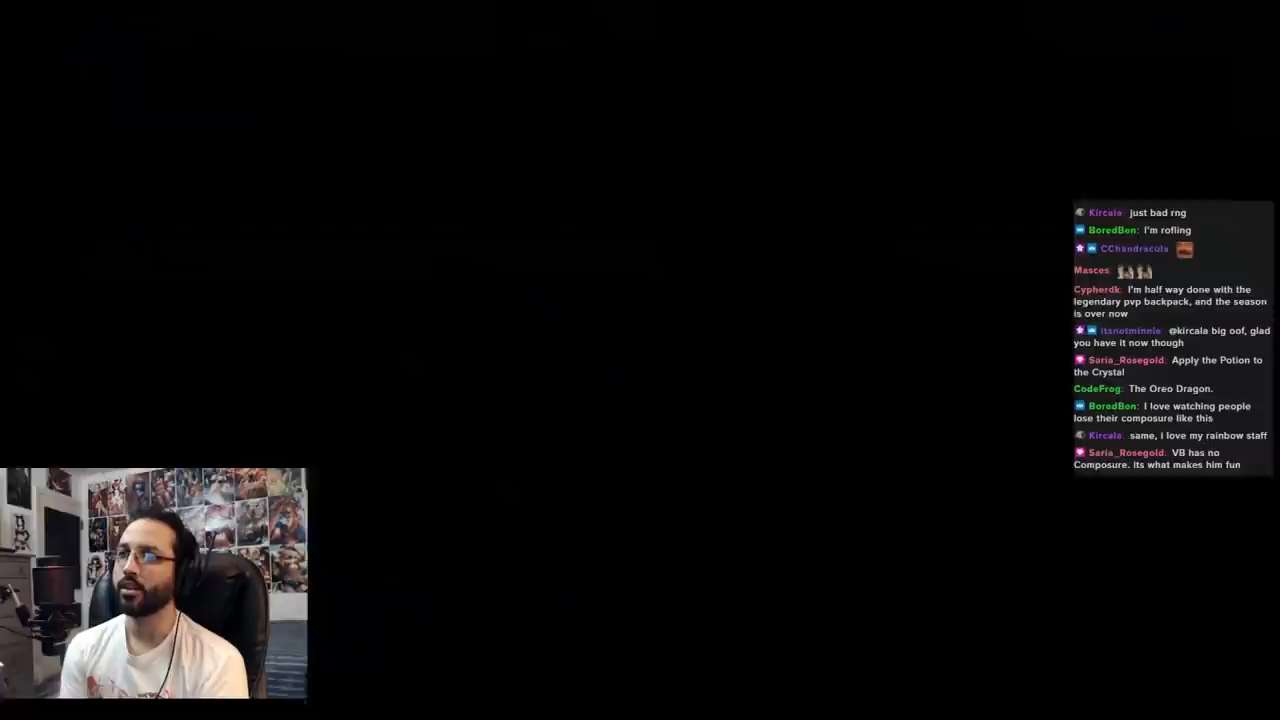 Kircala: just bad rng
BoredBen: I'm rofling
CChandracula
Masces
Cypherdk: I'm half way done with the
legendary pvp backpack, and the season
is over now
itsnotminnie @kircala big oof, glad
you have it now though
Saria_Rosegold: Apply the Potion to
the Crystal
CodeFrog: The Oreo Dragon.
BoredBen: I love watching people
lose their composure like this
Kircala: same, i love my rainbow staff
Saria_Rosegold: VB has no
Composure. Its what makes him fun